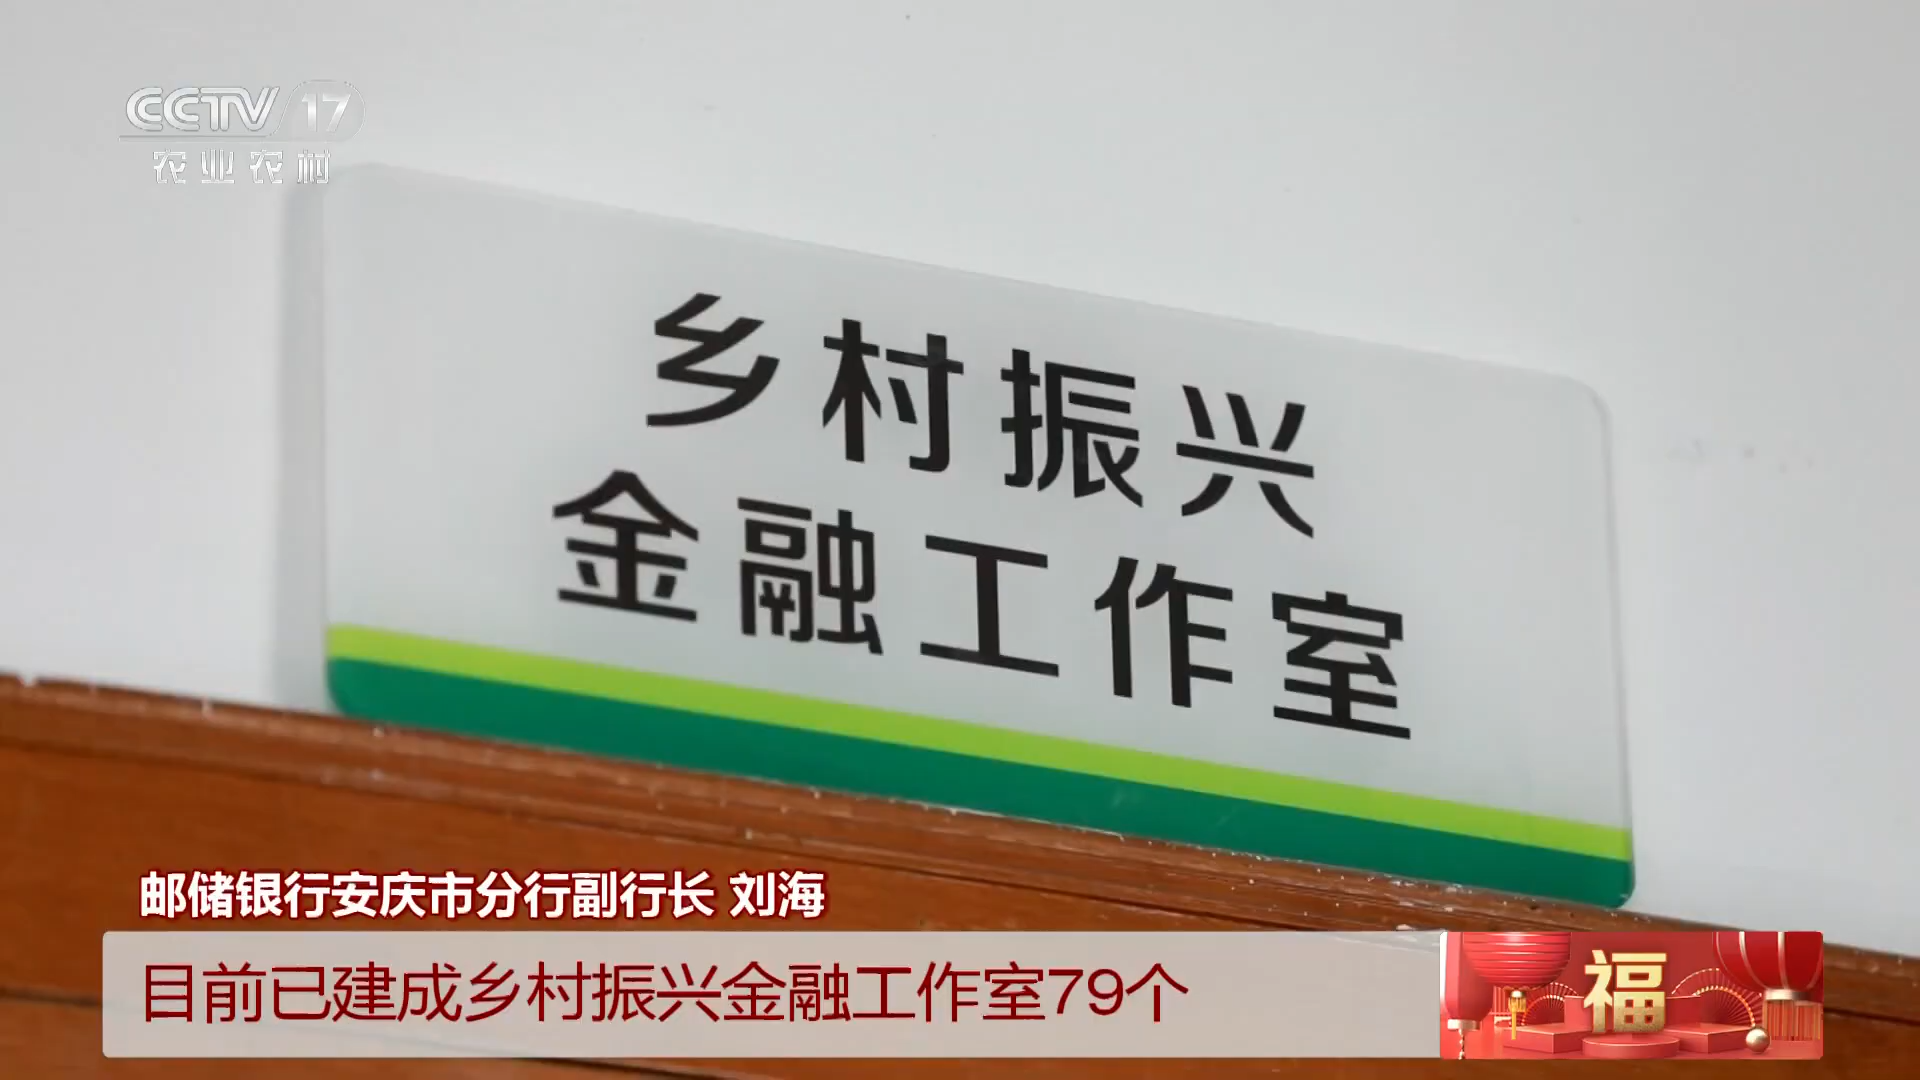 CCTV 17
农业农村
乡村振兴
金融工作室
邮储银行安庆市分行副行长 刘海
目前已建成乡村振兴金融工作室79个
福